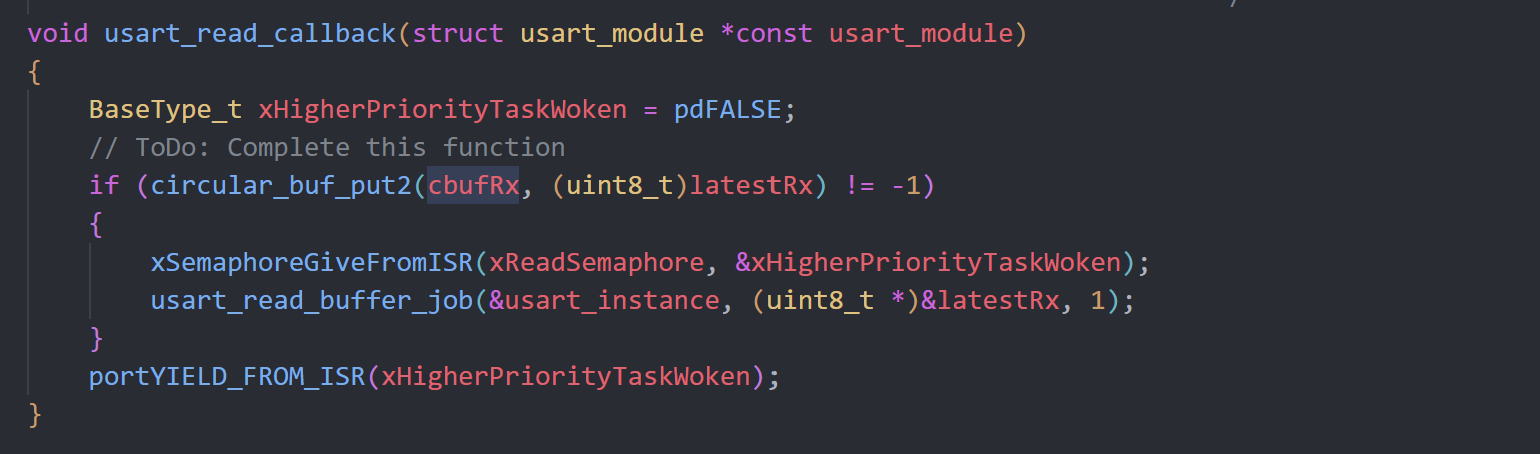 void usart_read_callback(struct usart_module *const usart_module)
{
    BaseType_t xHigherPriorityTaskWoken = pdFALSE;
    // ToDo: Complete this function
    if (circular_buf_put2(cbufRx, (uint8_t)latestRx) != -1)
    {
        xSemaphoreGiveFromISR(xReadSemaphore, &xHigherPriorityTaskWoken);
        usart_read_buffer_job(&usart_instance, (uint8_t *)&latestRx, 1);
    }
    portYIELD_FROM_ISR(xHigherPriorityTaskWoken);
}